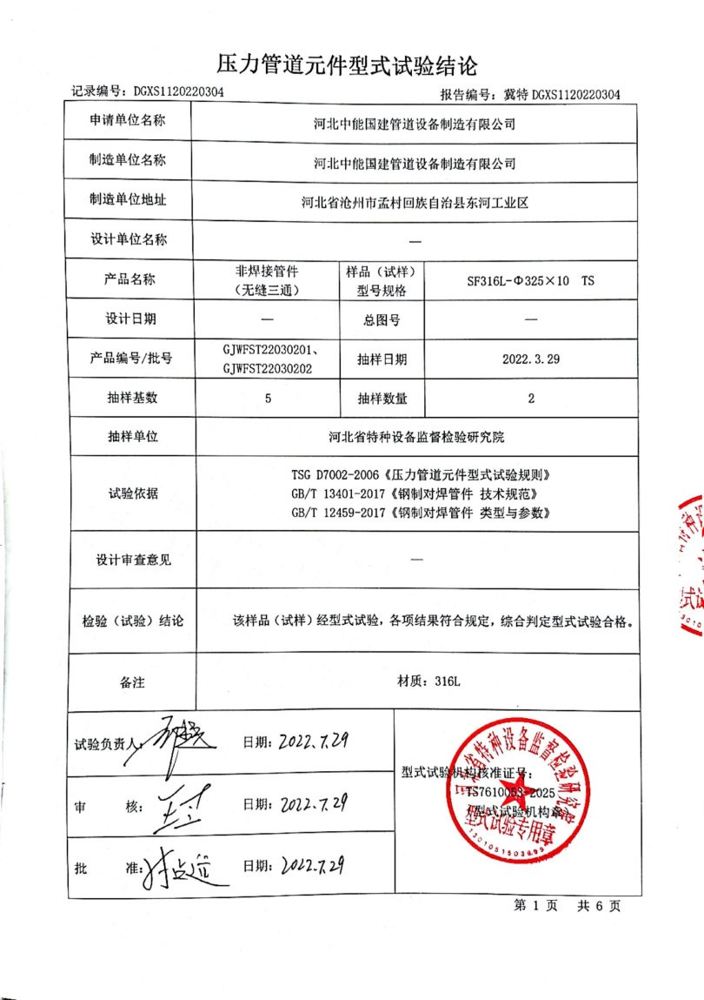 压力管道元件型式试验结论
记录编号：DGXS1120220304 报告编号：冀特 DGXS1120220304
申请单位名称 河北中能国建管道设备制造有限公司
制造单位名称 河北中能国建管道设备制造有限公司
制造单位地址 河北省沧州市孟村回族自治县东河工业区
设计单位名称 —
产品名称 非焊接管件
（无缝三通） 样品（试样）
型号规格 SF316L-Φ325×10 TS
设计日期 — 总图号 —
产品编号/批号 GJWFST22030201、
GJWFST22030202 抽样日期 2022.3.29
抽样基数 5 抽样数量 2
抽样单位 河北省特种设备监督检验研究院
试验依据 TSG D7002-2006《压力管道元件型式试验规则》
GB/T 13401-2017《钢制对焊管件 技术规范》
GB/T 12459-2017《钢制对焊管件 类型与参数》
设计审查意见 —
检验（试验）结论 该样品（试样）经型式试验，各项结果符合规定，综合判定型式试验合格。
备注 材质：316L
试验负责人： 日期：2022.7.29
审 核： 日期：2022.7.29
批 准： 日期：2022.7.29
型式试验机构核准证号：
TS7610053-2025
（型式试验机构章）
河北省特种设备监督检验研究院
型式试验专用章
第 1 页 共 6 页